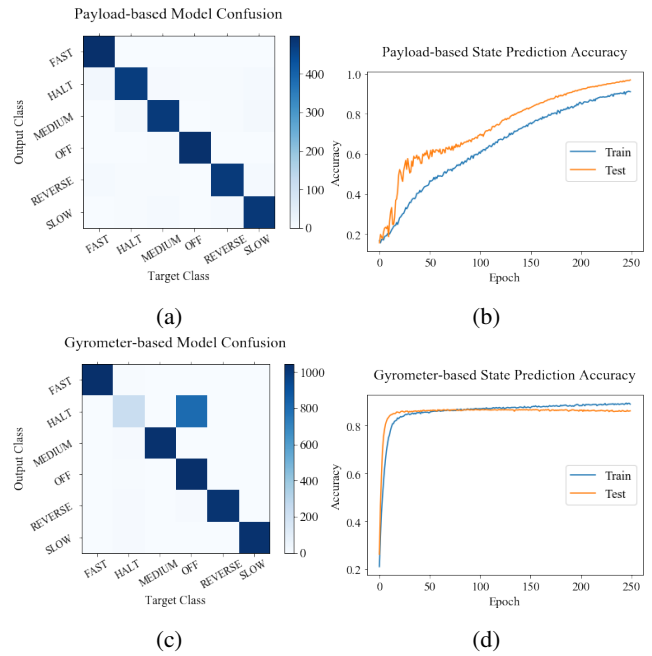 Payload-based Model Confusion
FAST
HALT
MEDIUM
OFF
REVERSE
SLOW
Output Class
FAST
HALT
MEDIUM
OFF
REVERSE
SLOW
Target Class
400
300
200
100
0
(a)
Payload-based State Prediction Accuracy
1.0
0.8
0.6
0.4
0.2
Accuracy
Train
Test
0 50 100 150 200 250
Epoch
(b)
Gyrometer-based Model Confusion
FAST
HALT
MEDIUM
OFF
REVERSE
SLOW
Output Class
FAST
HALT
MEDIUM
OFF
REVERSE
SLOW
Target Class
1000
800
600
400
200
0
(c)
Gyrometer-based State Prediction Accuracy
0.8
0.6
0.4
0.2
Accuracy
Train
Test
0 50 100 150 200 250
Epoch
(d)